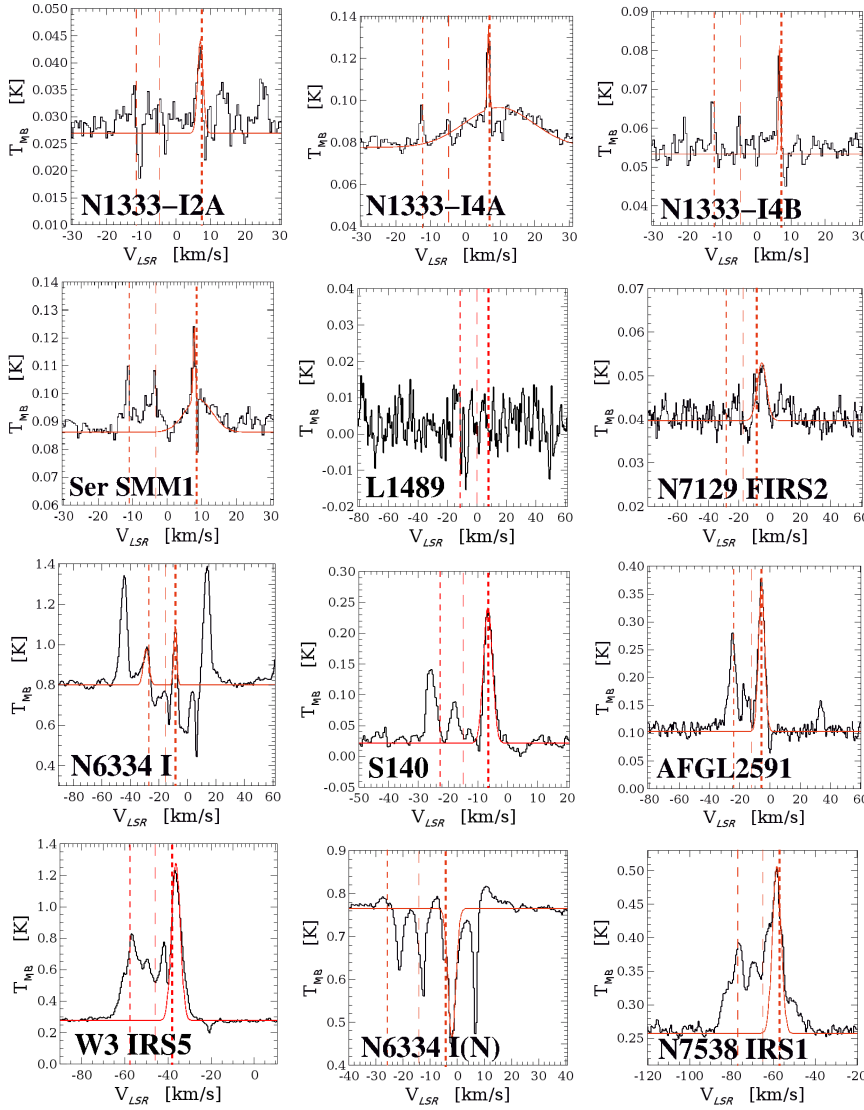 0.050
0.045
0.040
0.035
0.030
0.025
0.020
0.015
0.010
T_MB [K]
N1333−I2A
-30 -20 -10 0 10 20 30
V_LSR [km/s]
0.14
0.12
0.10
0.08
0.06
0.04
T_MB [K]
N1333−I4A
-30 -20 -10 0 10 20 30
V_LSR [km/s]
0.09
0.08
0.07
0.06
0.05
0.04
T_MB [K]
N1333−I4B
-30 -20 -10 0 10 20 30
V_LSR [km/s]
0.14
0.13
0.12
0.11
0.10
0.09
0.08
0.07
0.06
T_MB [K]
Ser SMM1
-30 -20 -10 0 10 20 30
V_LSR [km/s]
0.04
0.03
0.02
0.01
0.00
-0.01
-0.02
T_MB [K]
L1489
-80 -60 -40 -20 0 20 40 60
V_LSR [km/s]
0.07
0.06
0.05
0.04
0.03
0.02
T_MB [K]
N7129 FIRS2
-80 -60 -40 -20 0 20 40 60
V_LSR [km/s]
1.4
1.2
1.0
0.8
0.6
0.4
T_MB [K]
N6334 I
-80 -60 -40 -20 0 20 40 60
V_LSR [km/s]
0.30
0.25
0.20
0.15
0.10
0.05
0.00
-0.05
T_MB [K]
S140
-50 -40 -30 -20 -10 0 10 20
V_LSR [km/s]
0.40
0.35
0.30
0.25
0.20
0.15
0.10
0.05
0.00
T_MB [K]
AFGL2591
-80 -60 -40 -20 0 20 40 60
V_LSR [km/s]
1.4
1.2
1.0
0.8
0.6
0.4
0.2
0.0
T_MB [K]
W3 IRS5
-80 -60 -40 -20 0
V_LSR [km/s]
0.9
0.8
0.7
0.6
0.5
0.4
T_MB [K]
N6334 I(N)
-40 -30 -20 -10 0 10 20 30 40
V_LSR [km/s]
0.50
0.45
0.40
0.35
0.30
0.25
T_MB [K]
N7538 IRS1
-120 -100 -80 -60 -40 -20
V_LSR [km/s]